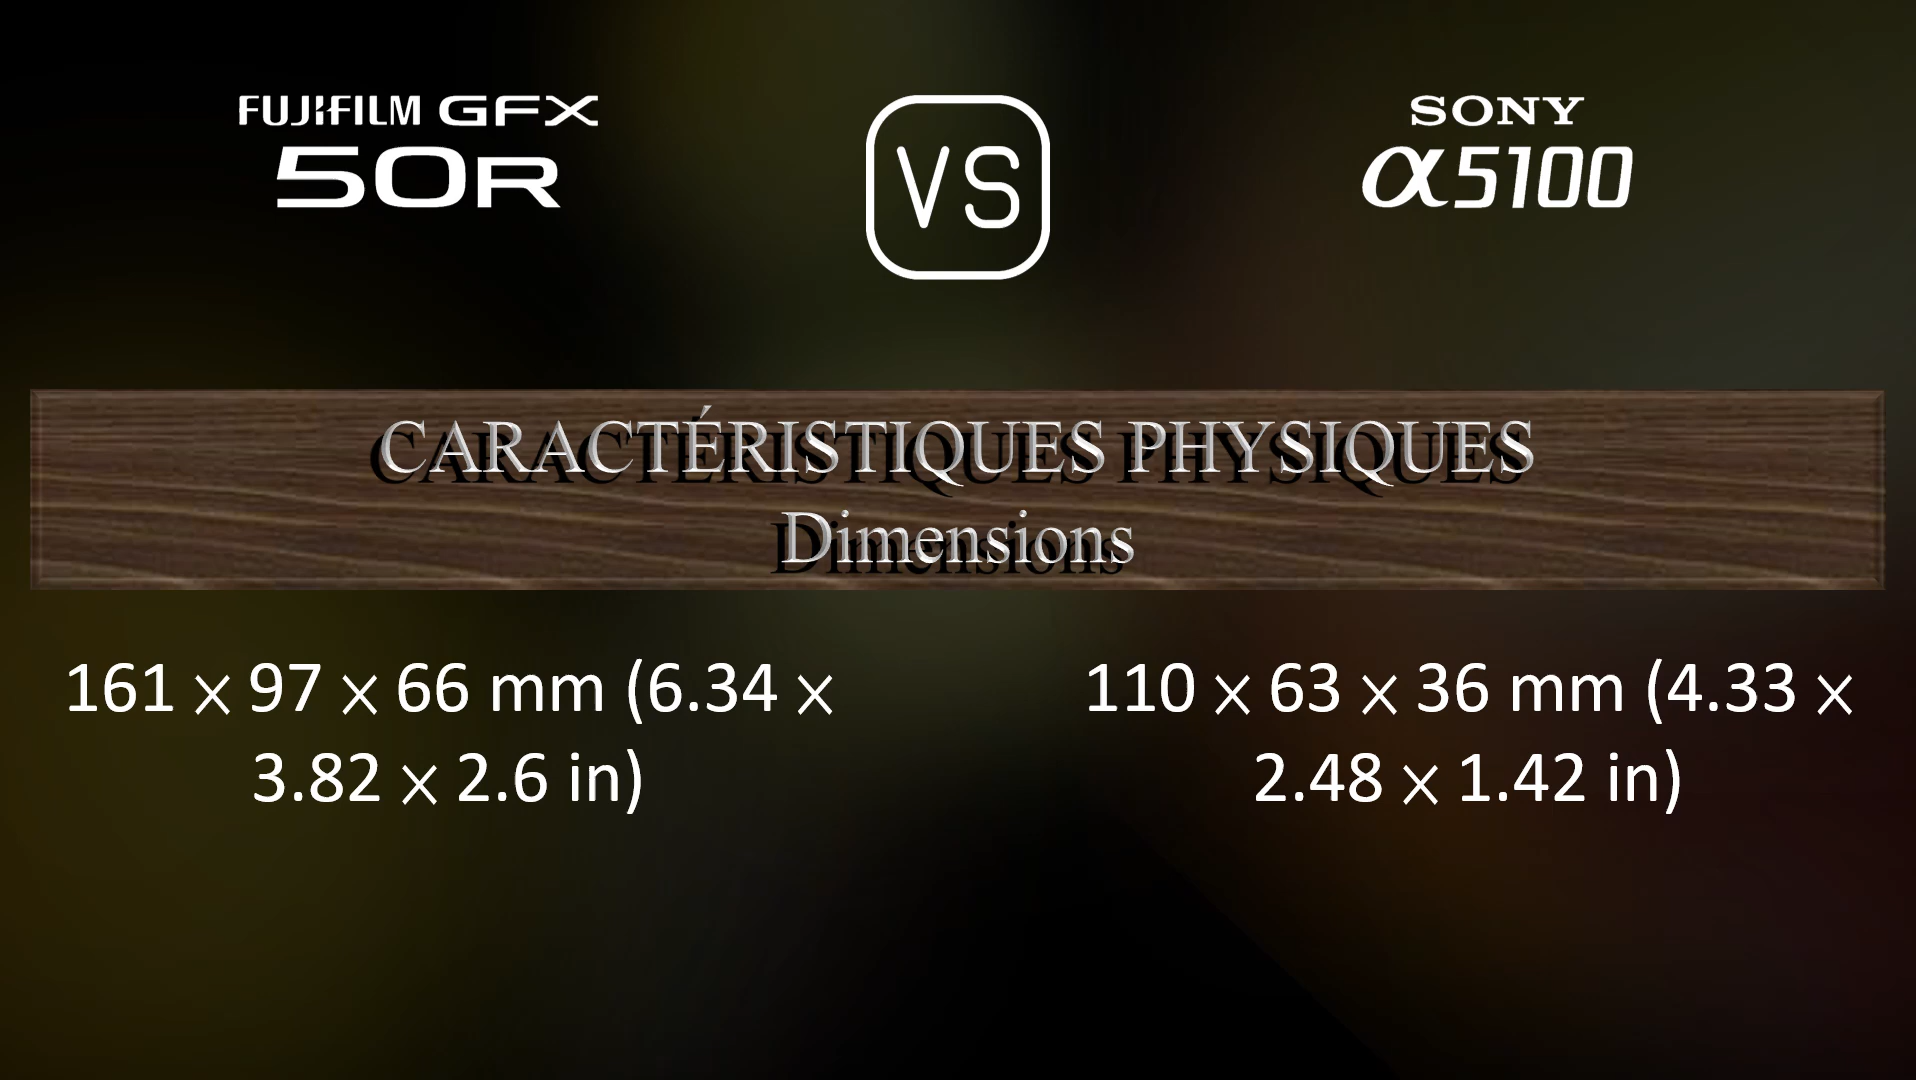 FUJIFILM GFX
50R
VS
SONY
α5100
CARACTÉRISTIQUES PHYSIQUES
Dimensions
161 x 97 x 66 mm (6.34 x
3.82 x 2.6 in)
110 x 63 x 36 mm (4.33 x
2.48 x 1.42 in)